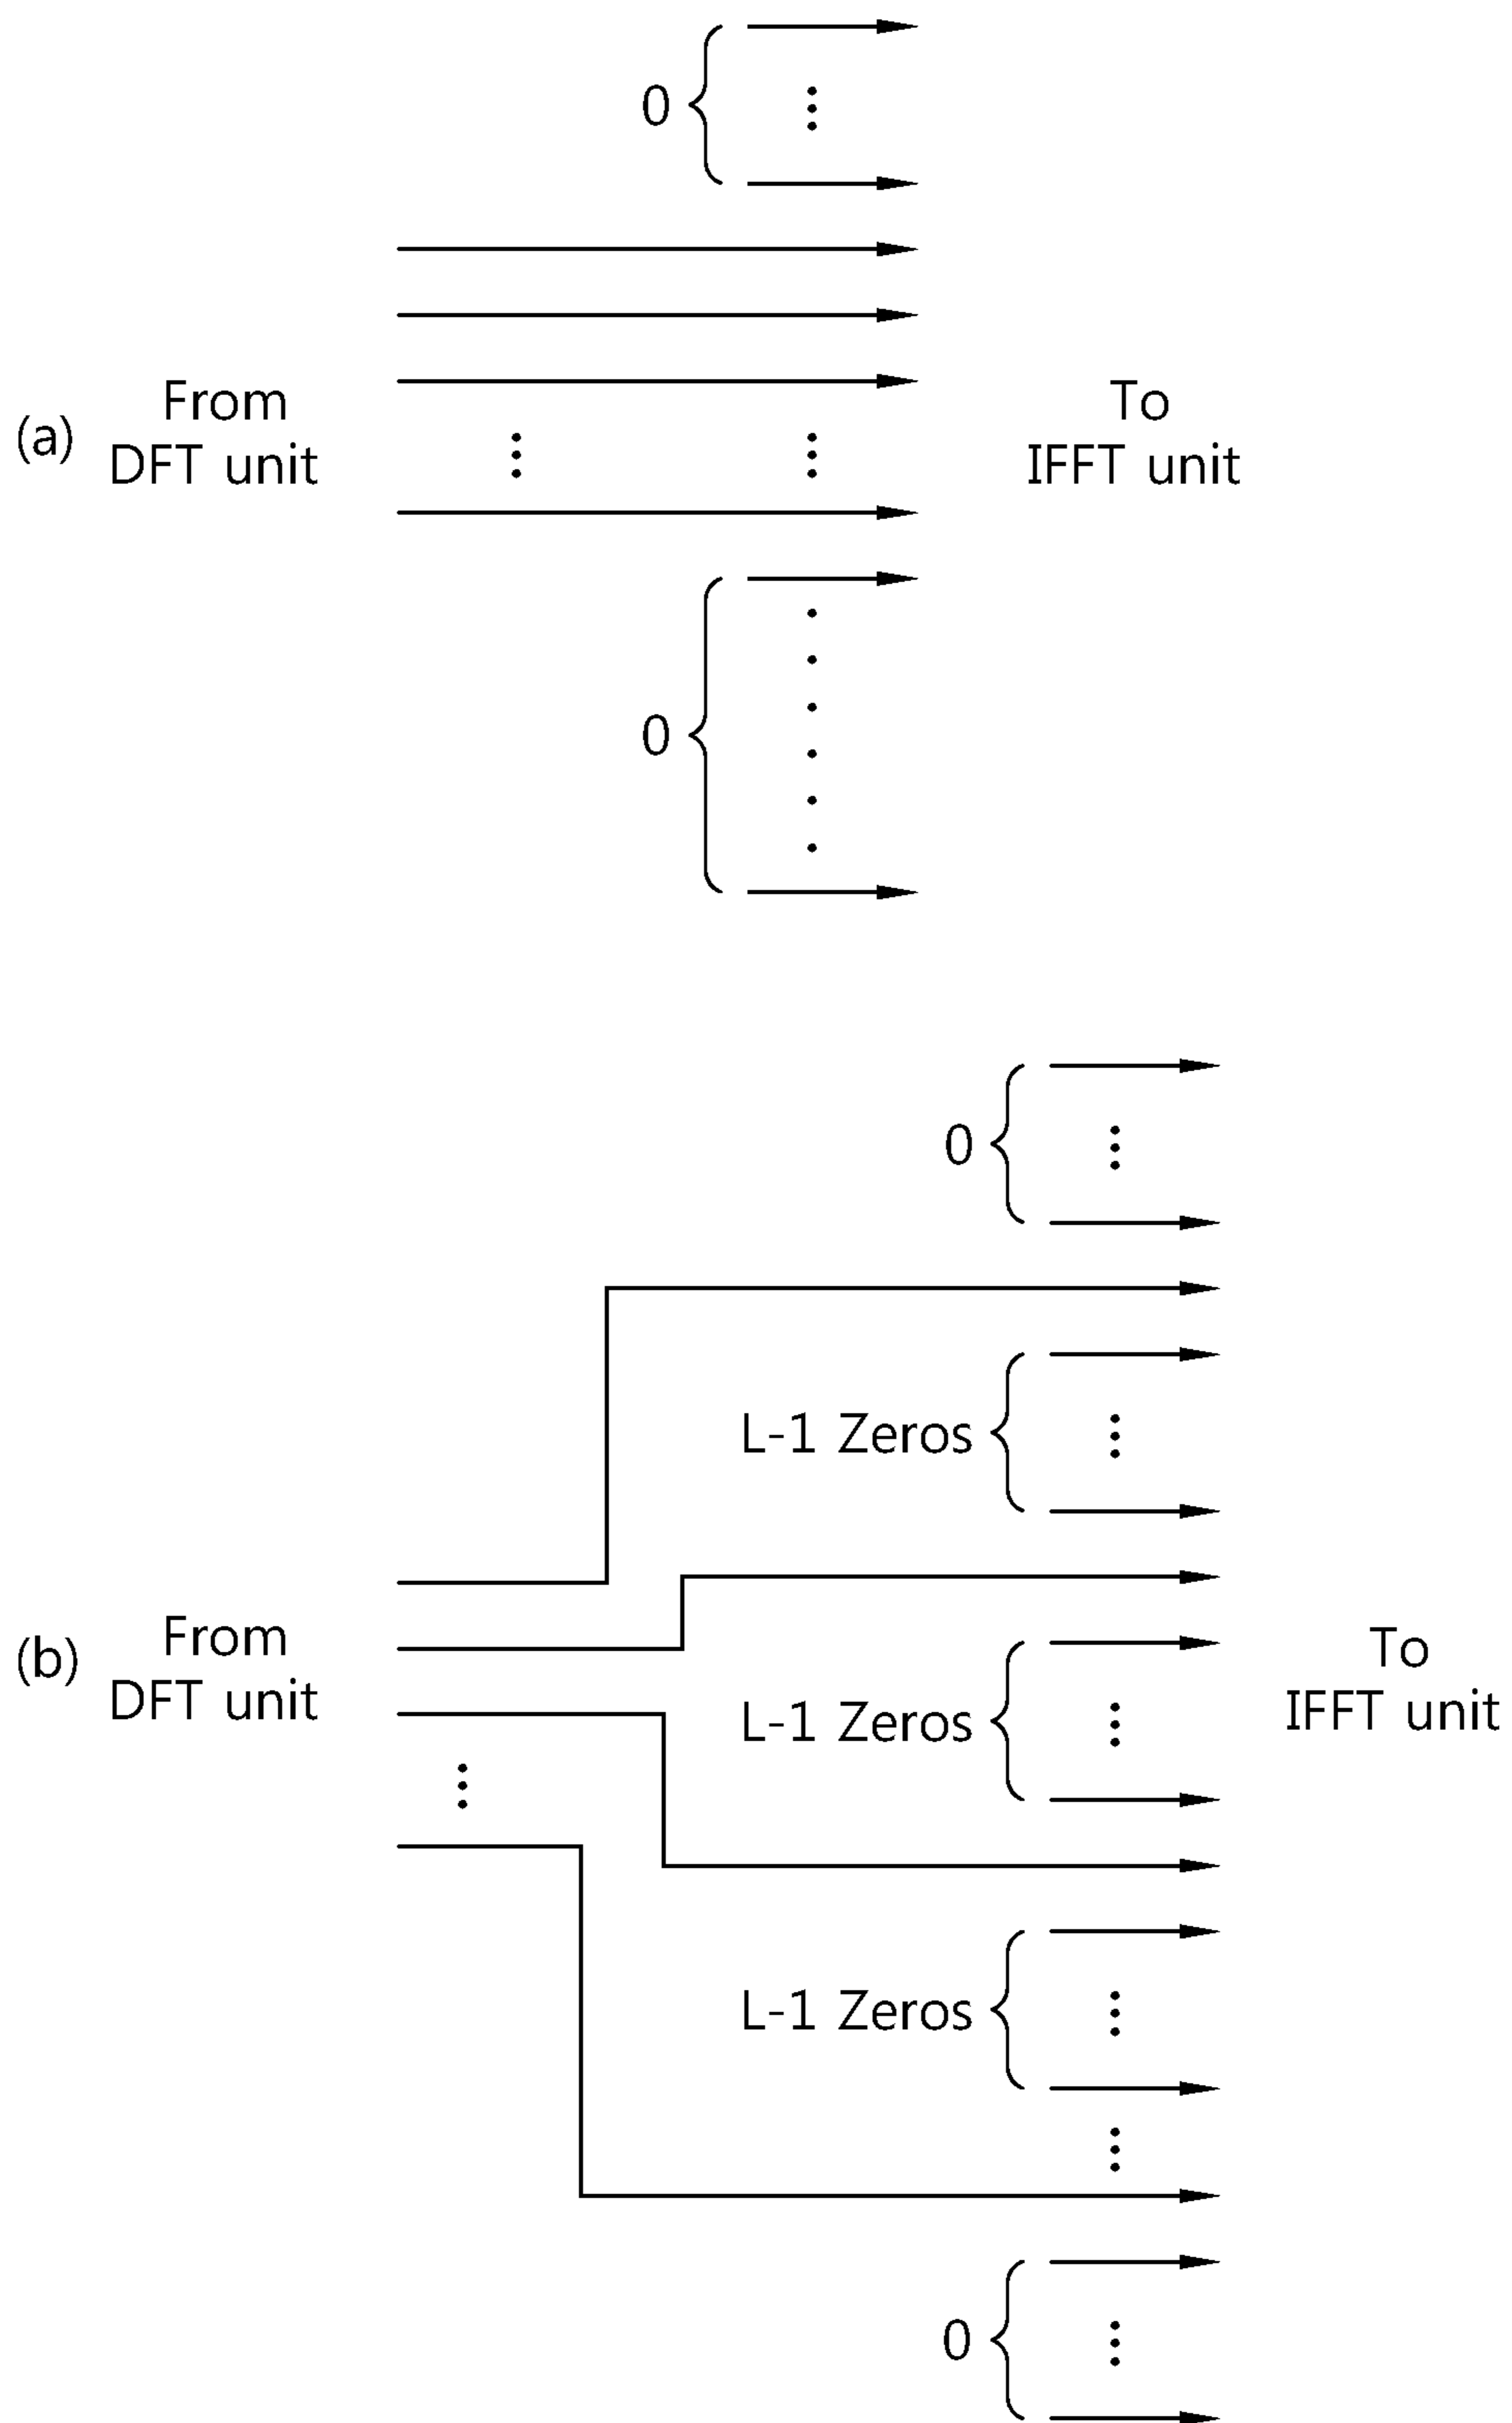 0
(a)
From
DFT unit
To
IFFT unit
0
0
L-1 Zeros
(b)
From
DFT unit
L-1 Zeros
To
IFFT unit
L-1 Zeros
0